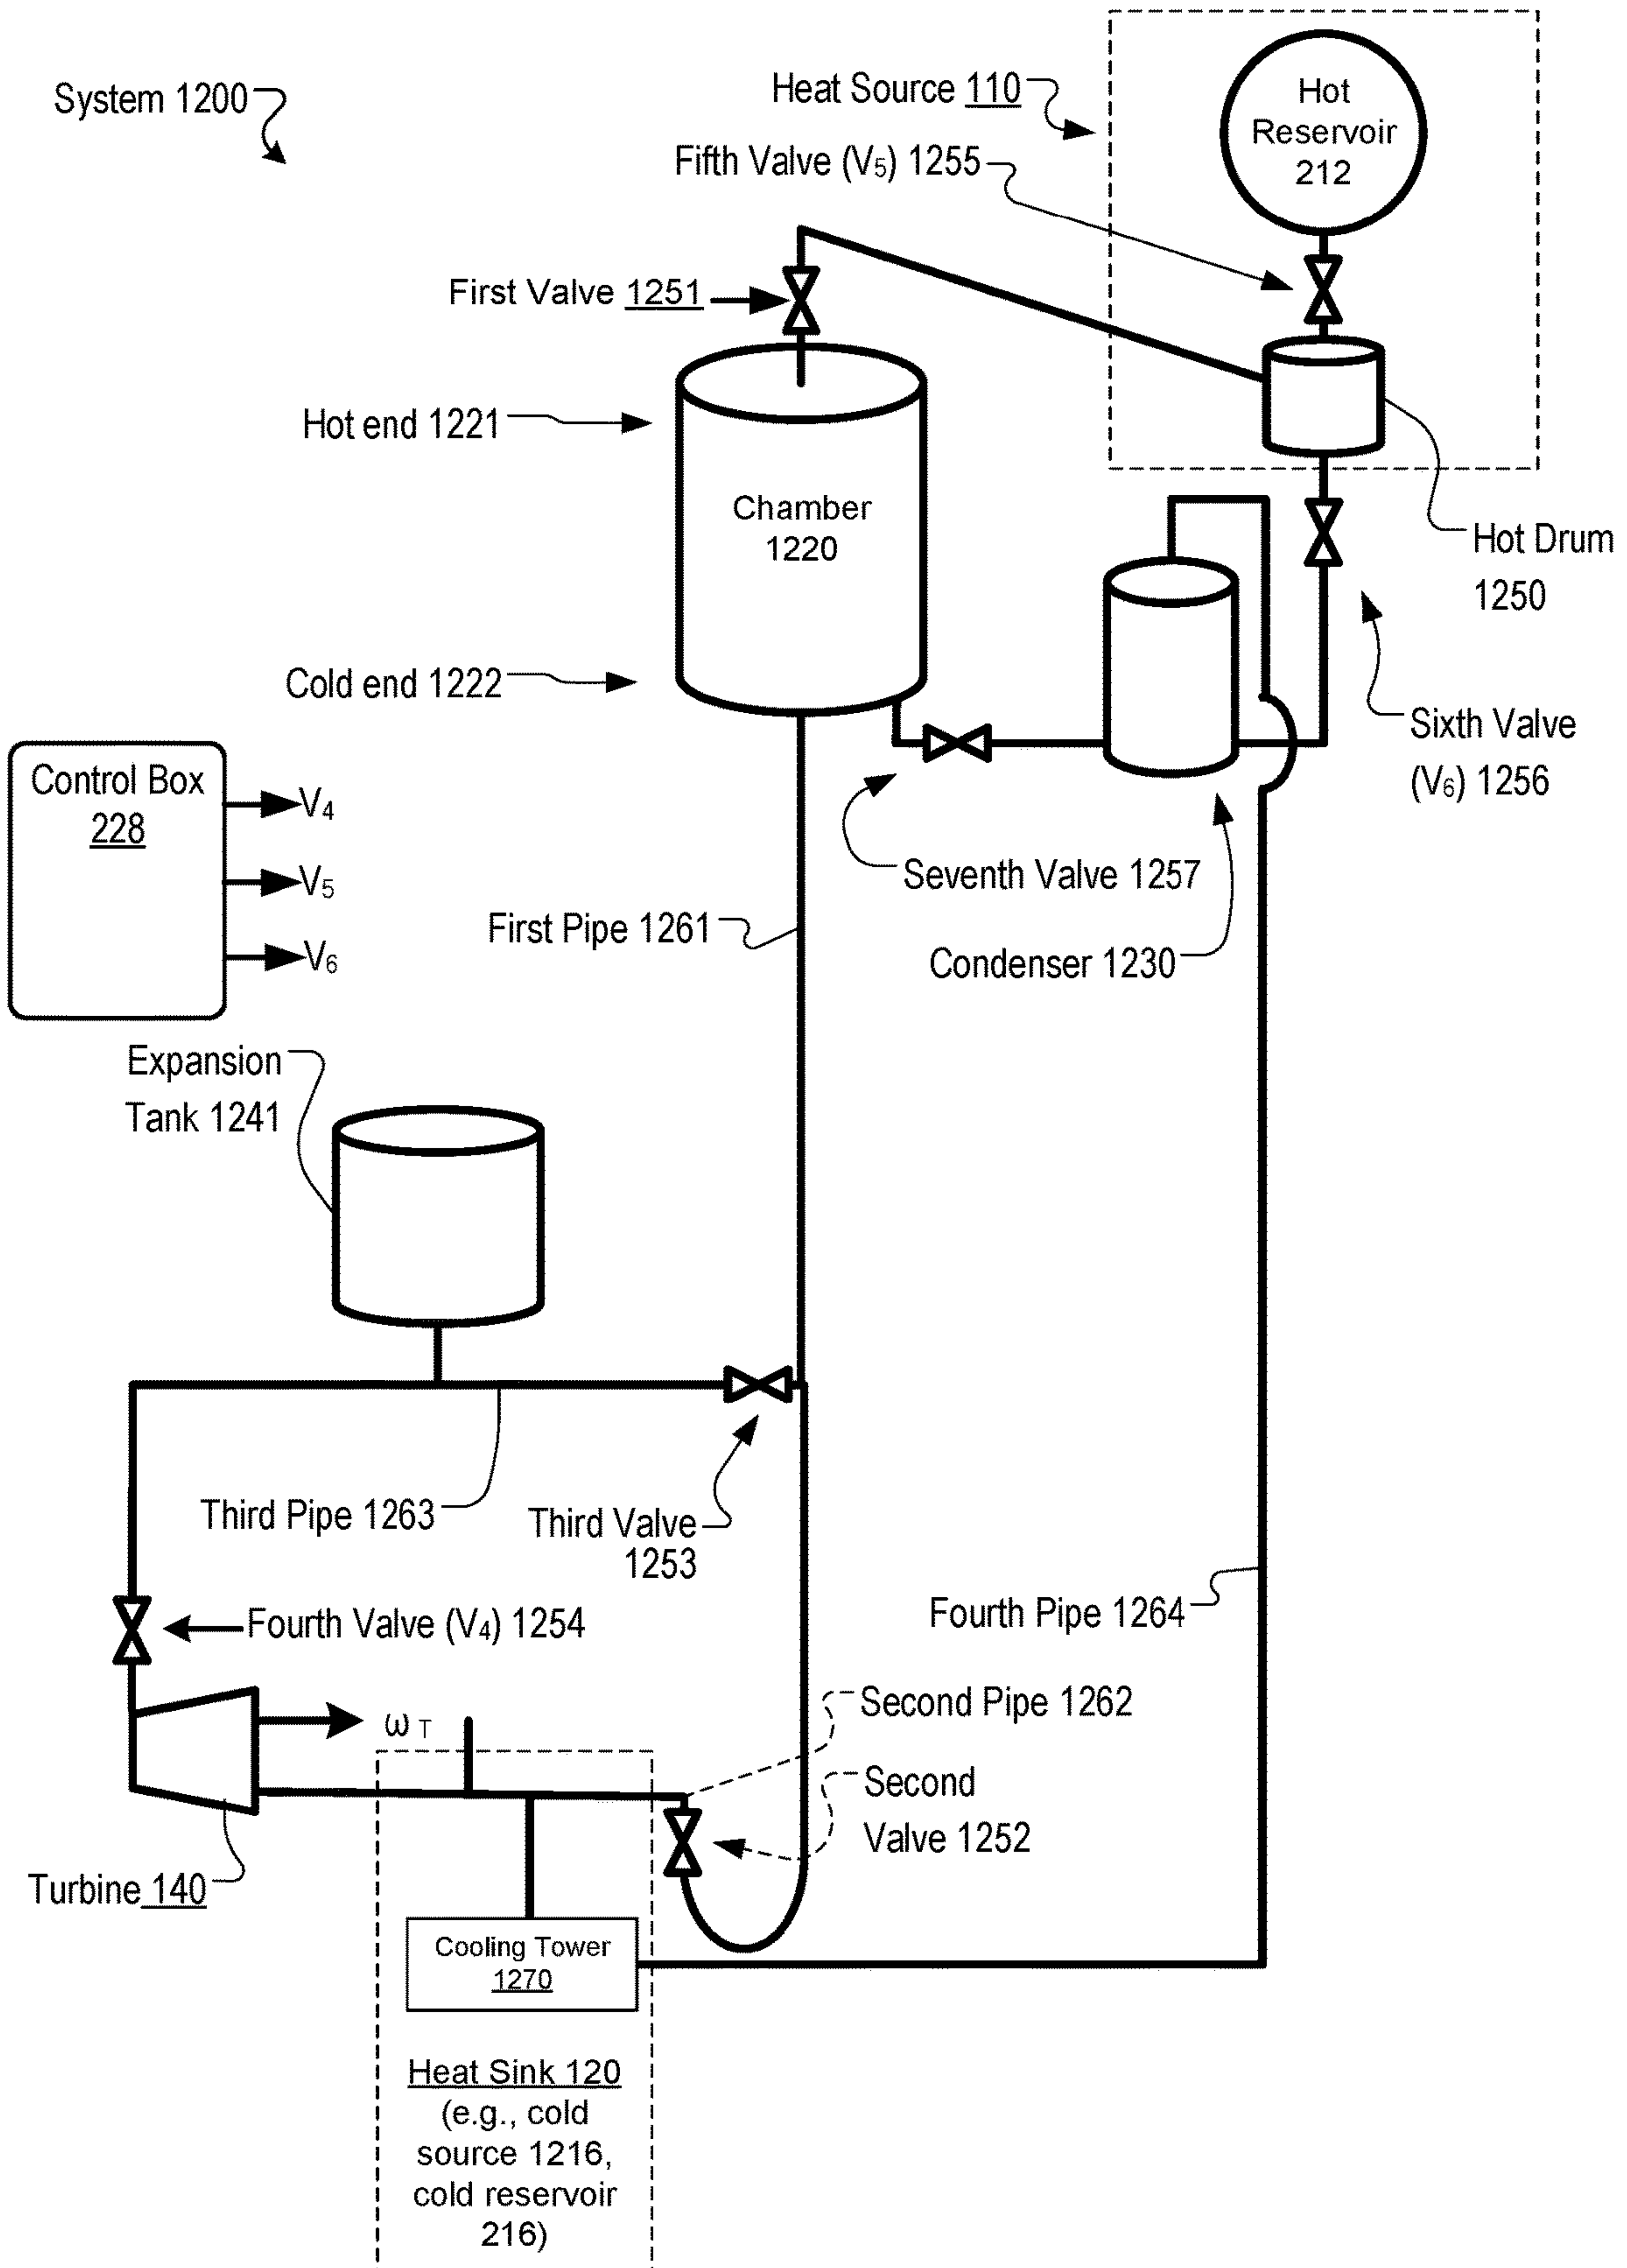 System 1200
Heat Source 110
Hot
Reservoir
212
Fifth Valve (V5) 1255
First Valve 1251
Hot end 1221
Chamber
1220
Hot Drum
1250
Cold end 1222
Sixth Valve
(V6) 1256
Control Box
228
V4
V5
V6
Seventh Valve 1257
First Pipe 1261
Condenser 1230
Expansion
Tank 1241
Third Pipe 1263
Third Valve
1253
Fourth Valve (V4) 1254
Fourth Pipe 1264
Second Pipe 1262
ω T
Second
Valve 1252
Turbine 140
Cooling Tower
1270
Heat Sink 120
(e.g., cold
source 1216,
cold reservoir
216)